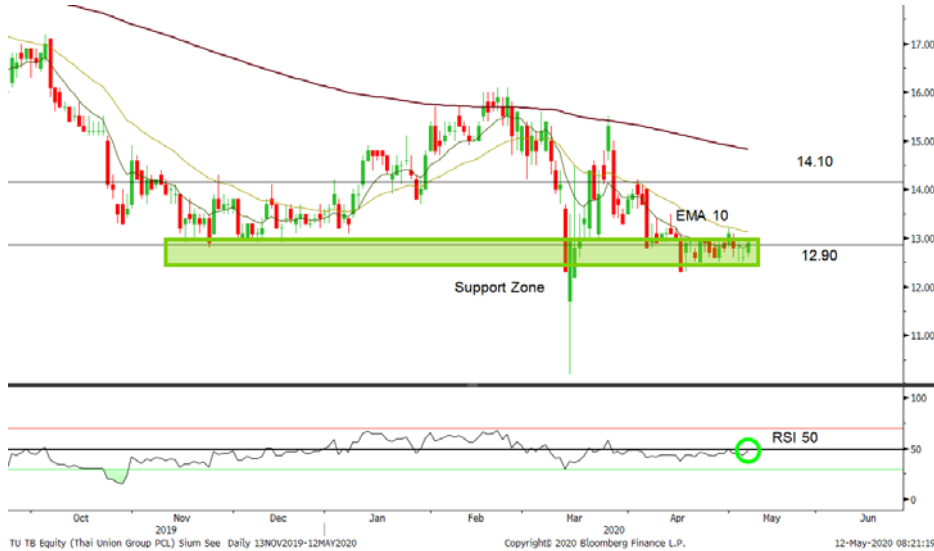 17.00
16.00
15.00
14.10
14.00
EMA 10
13.00
12.90
Support Zone
12.00
11.00
100
RSI 50
50
0
Oct Nov Dec Jan Feb Mar Apr May Jun
2019 2020
TU TB Equity (Thai Union Group PCL) Sium See Daily 13NOV2019-12MAY2020 Copyright© 2020 Bloomberg Finance L.P. 12-May-2020 08:21:19